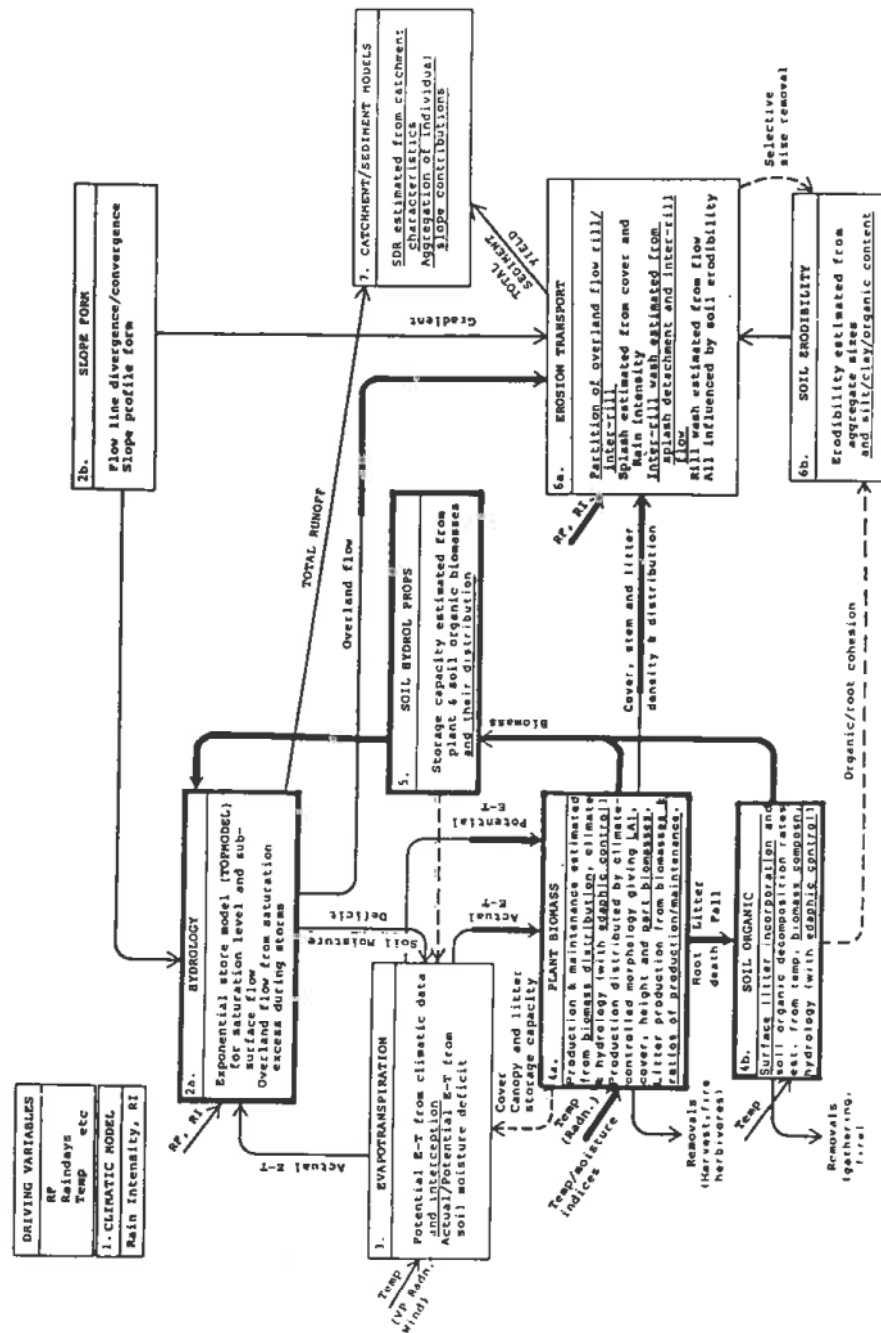 DRIVING VARIABLES
RF
Raindays
Temp etc
1. CLIMATIC MODEL
Rain Intensity, RI
2a. HYDROLOGY
Exponential store model (TOPMODEL)
for saturation level and sub-
surface flow
Overland flow from saturation
excess during storms
RF, RI
2b. SLOPE FORM
Flow line divergence/convergence
Slope profile form
3. EVAPOTRANSPIRATION
Potential E-T from climatic data
and interception
Actual/Potential E-T from
soil moisture deficit
Temp
(VP Radn.
Wind)
Actual E-T
Soil Moisture
Deficit
TOTAL RUNOFF
Overland flow
Gradient
7. CATCHMENT/SEDIMENT MODELS
SDR estimated from catchment
characteristics
Aggregation of individual
slope contributions
TOTAL
SEDIMENT
YIELD
5. SOIL HYDROL PROPS
Storage capacity estimated from
plant & soil organic biomasses
and their distribution
Potential
E-T
Actual
E-T
Biomass
Cover
Canopy and litter
storage capacity
Temp
(Radn.)
Temp/moisture
indices
4a. PLANT BIOMASS
Production & maintenance estimated
from biomass distribution, climate
& hydrology (with edaphic control)
Production distributed by climate-
controlled morphology giving LAI,
cover, height and part biomasses,
Litter production from biomasses &
ratios of production/maintenance.
Removals
(Harvest, fire
herbivores)
Root Litter
death Fall
4b. SOIL ORGANIC
Surface litter incorporation and
soil organic decomposition rates
est. from temp, biomass composn,
hydrology (with edaphic control)
Temp
Removals
(gathering,
fire)
Cover, stem and litter
density & distribution
Organic/root cohesion
RF, RI.
6a. EROSION TRANSPORT
Partition of overland flow rill/
inter-rill
Splash estimated from cover and
Rain intensity
Inter-rill wash estimated from
splash detachment and inter-rill
flow
Rill wash estimated from flow
All influenced by soil erodibility
Selective
size removal
6b. SOIL ERODIBILITY
Erodibility estimated from
aggregate sizes
and silt/clay/organic content